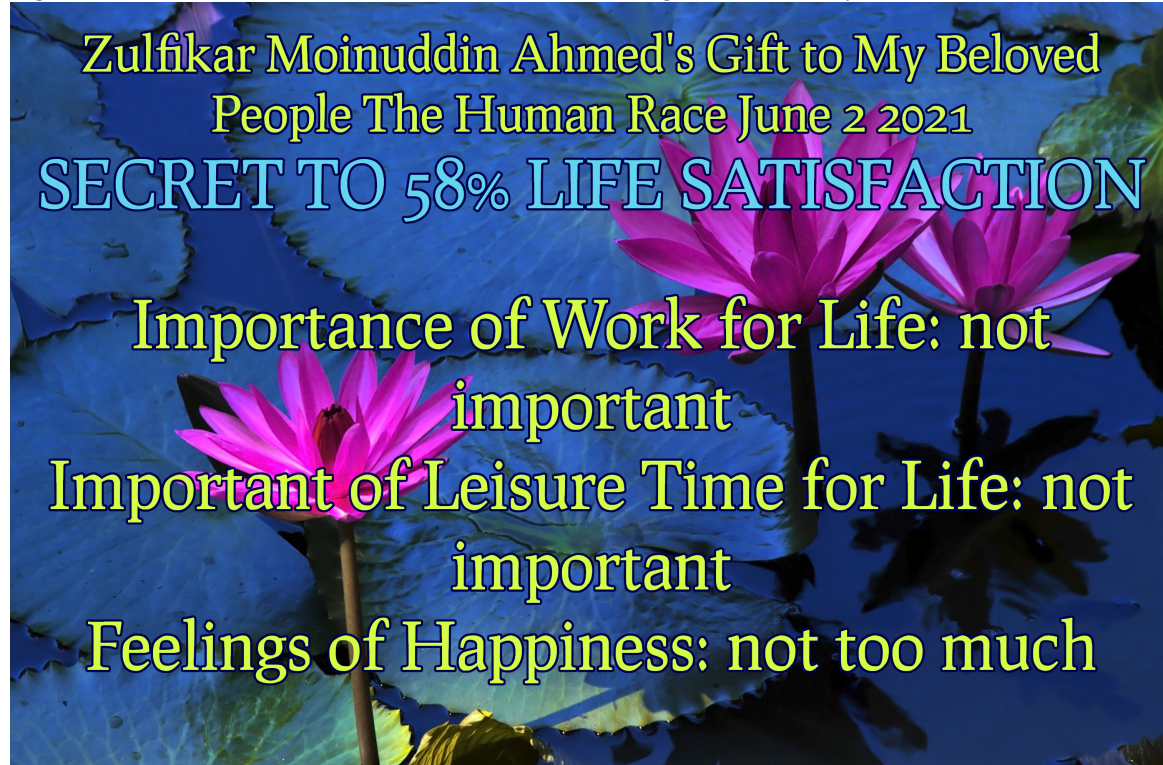 Zulfikar Moinuddin Ahmed's Gift to My Beloved
People The Human Race June 2 2021
SECRET TO 58% LIFE SATISFACTION
Importance of Work for Life: not
important
Important of Leisure Time for Life: not
important
Feelings of Happiness: not too much